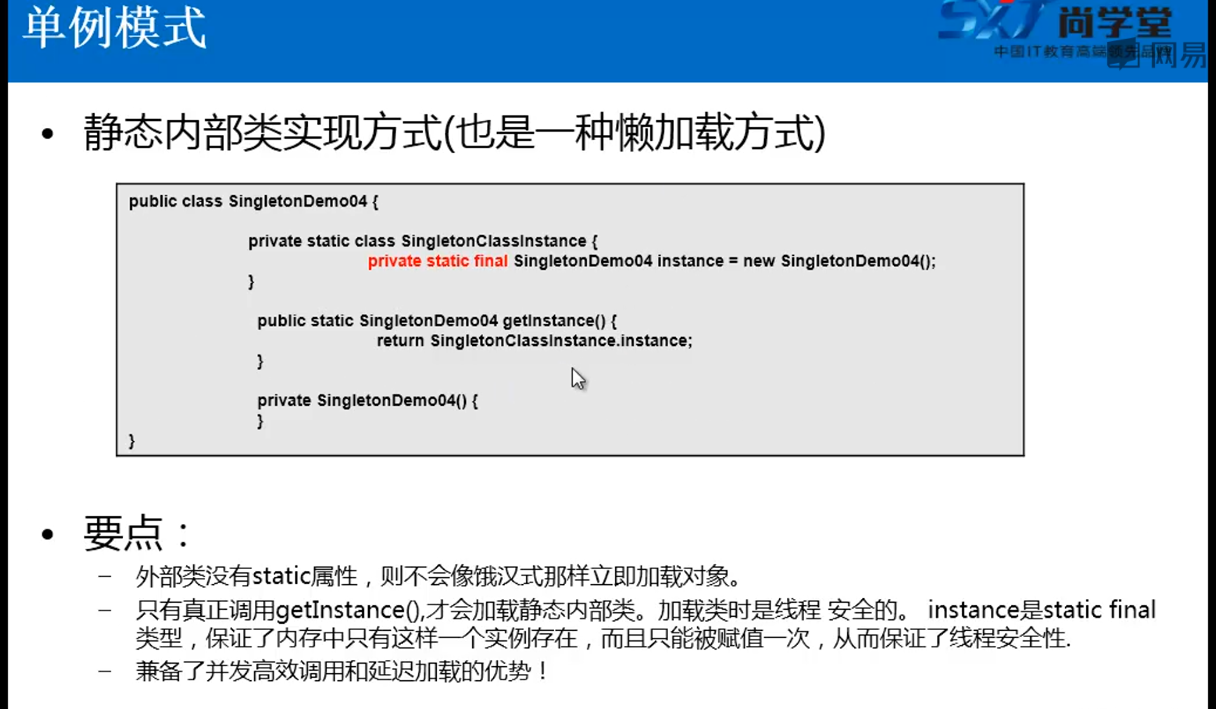 单例模式
SXT 尚学堂
中国IT教育高端领先品牌
网易
• 静态内部类实现方式(也是一种懒加载方式)
public class SingletonDemo04 {
private static class SingletonClassInstance {
private static final SingletonDemo04 instance = new SingletonDemo04();
}
public static SingletonDemo04 getInstance() {
return SingletonClassInstance.instance;
}
private SingletonDemo04() {
}
}
• 要点：
– 外部类没有static属性，则不会像饿汉式那样立即加载对象。
– 只有真正调用getInstance(),才会加载静态内部类。加载类时是线程 安全的。 instance是static final
类型，保证了内存中只有这样一个实例存在，而且只能被赋值一次，从而保证了线程安全性.
– 兼备了并发高效调用和延迟加载的优势！